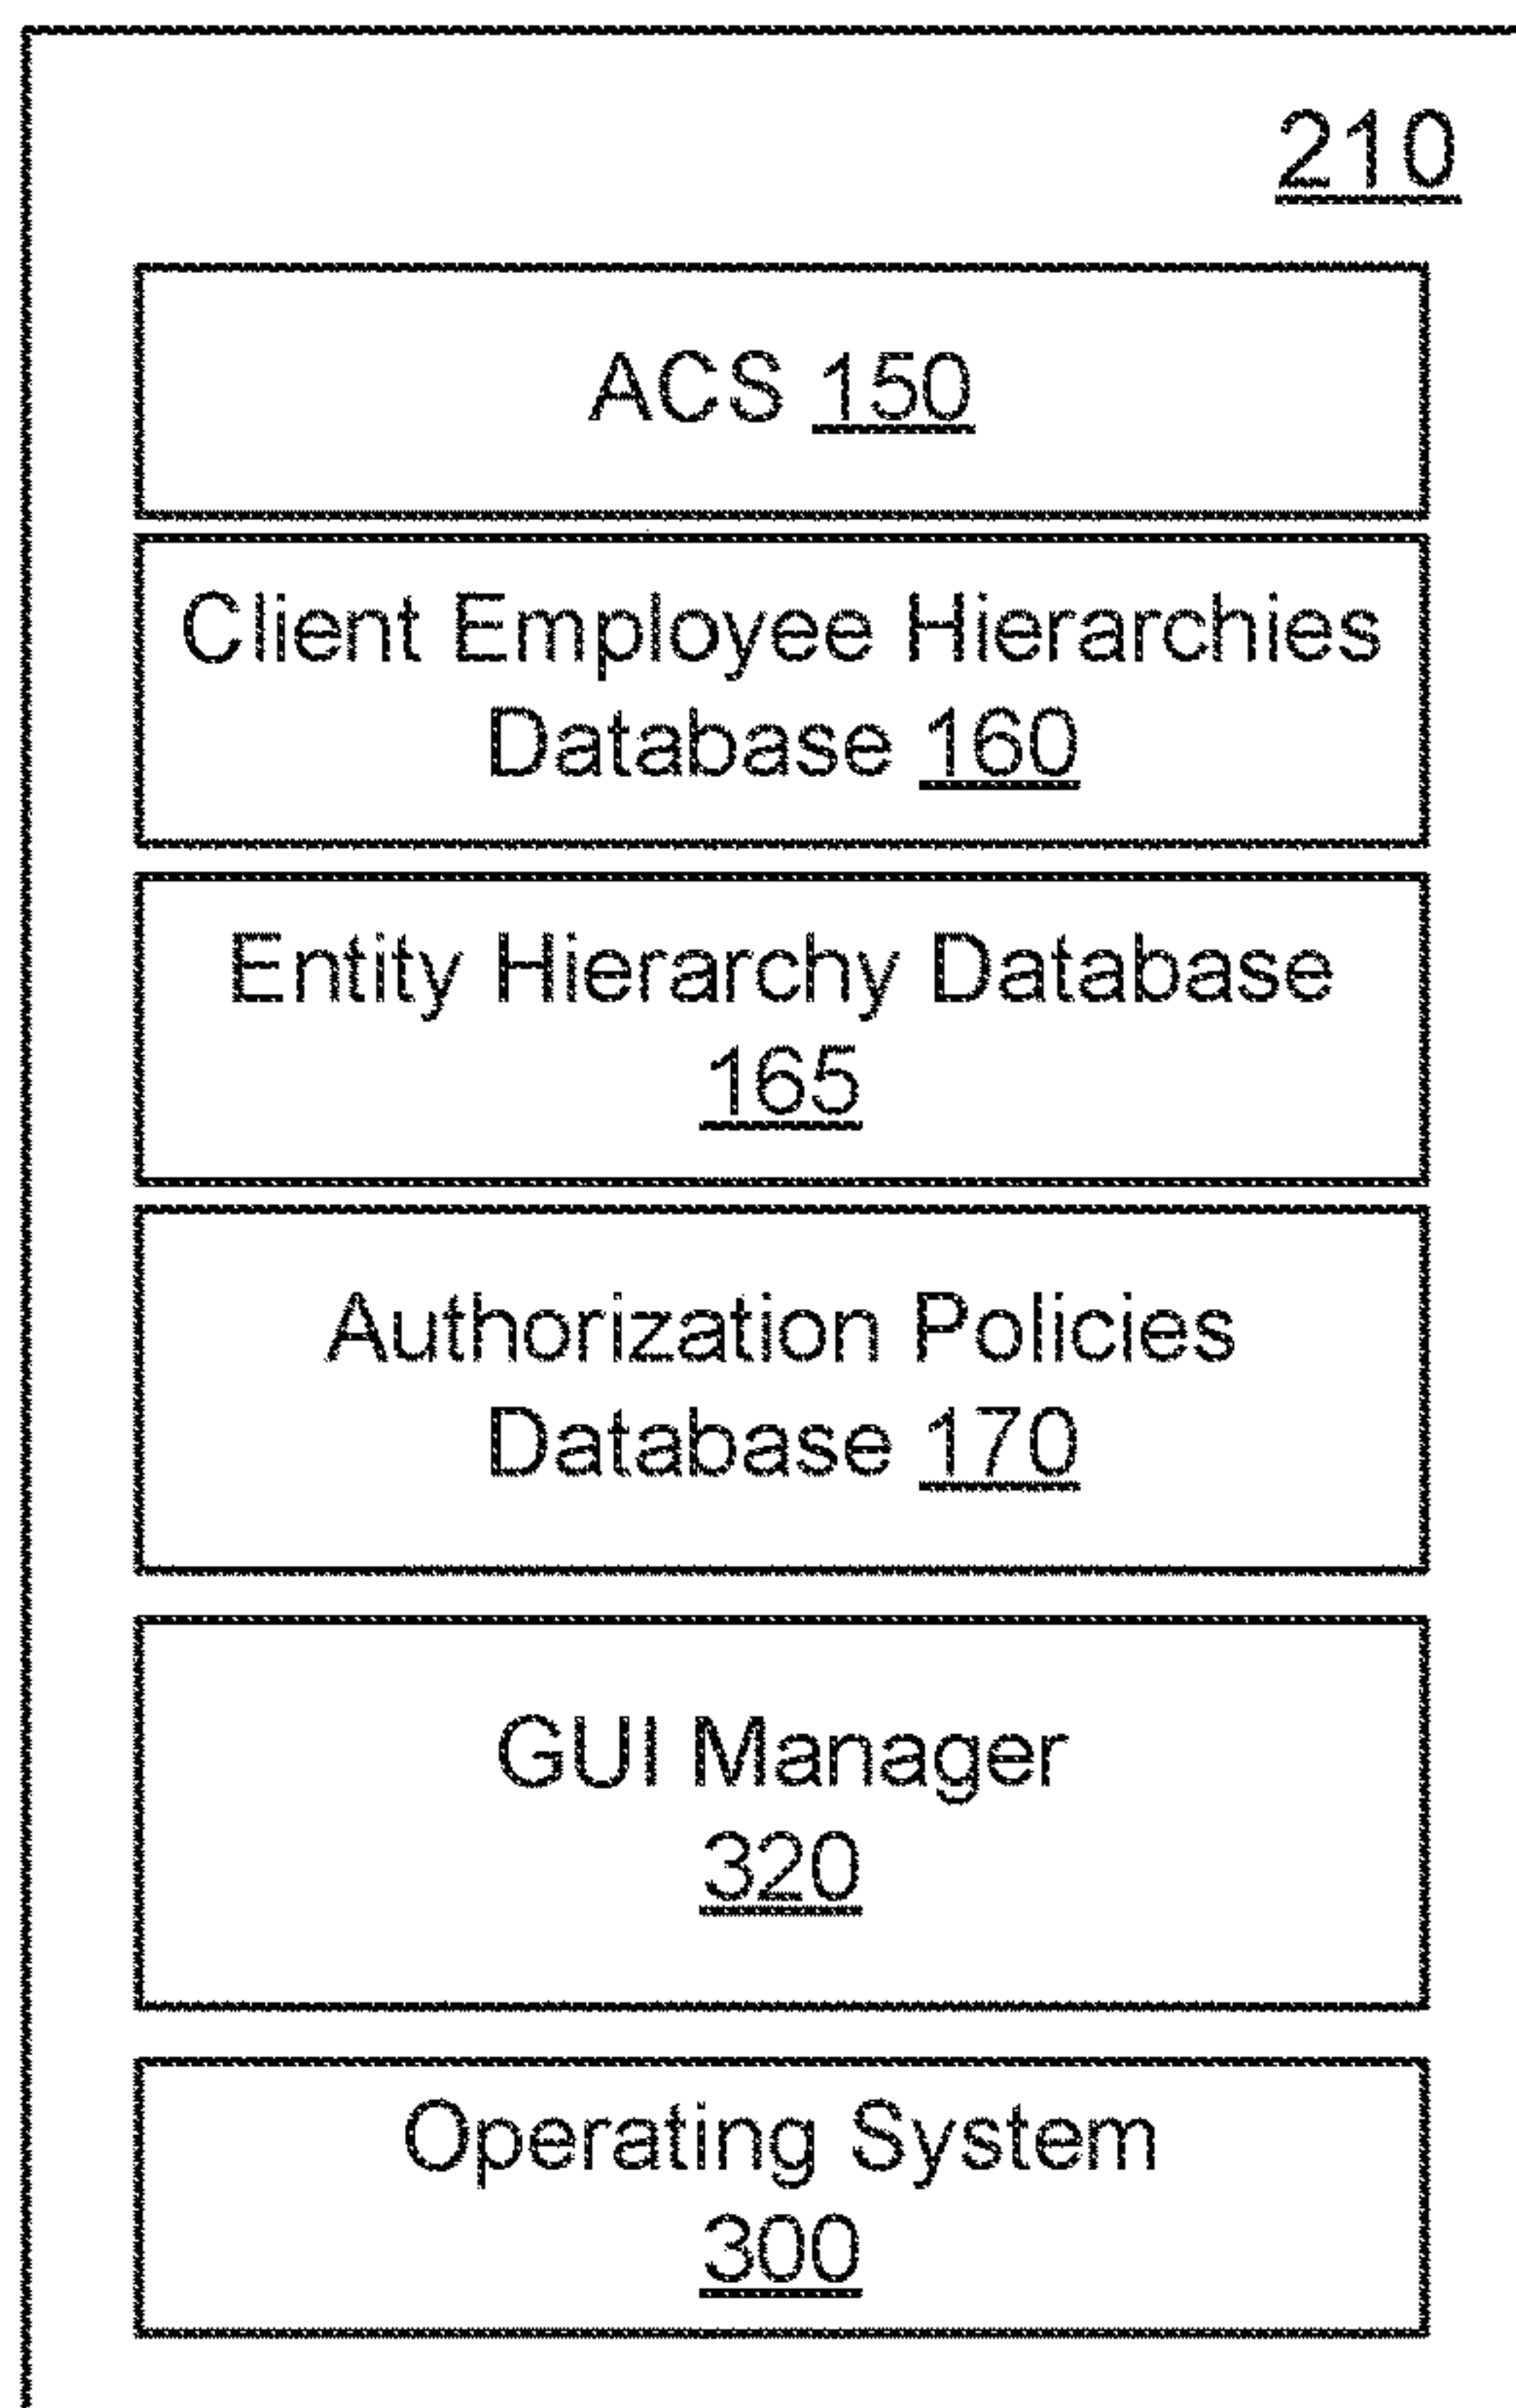 210
ACS 150
Client Employee Hierarchies
Database 160
Entity Hierarchy Database
165
Authorization Policies
Database 170
GUI Manager
320
Operating System
300